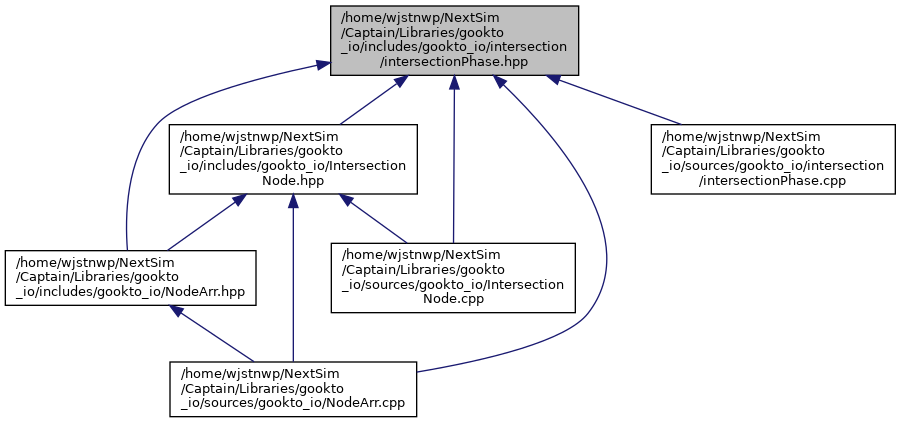 /home/wjstnwp/NextSim
/Captain/Libraries/gookto
_io/includes/gookto_io/intersection
/intersectionPhase.hpp
/home/wjstnwp/NextSim
/Captain/Libraries/gookto
_io/includes/gookto_io/Intersection
Node.hpp
/home/wjstnwp/NextSim
/Captain/Libraries/gookto
_io/sources/gookto_io/intersection
/intersectionPhase.cpp
/home/wjstnwp/NextSim
/Captain/Libraries/gookto
_io/includes/gookto_io/NodeArr.hpp
/home/wjstnwp/NextSim
/Captain/Libraries/gookto
_io/sources/gookto_io/Intersection
Node.cpp
/home/wjstnwp/NextSim
/Captain/Libraries/gookto
_io/sources/gookto_io/NodeArr.cpp